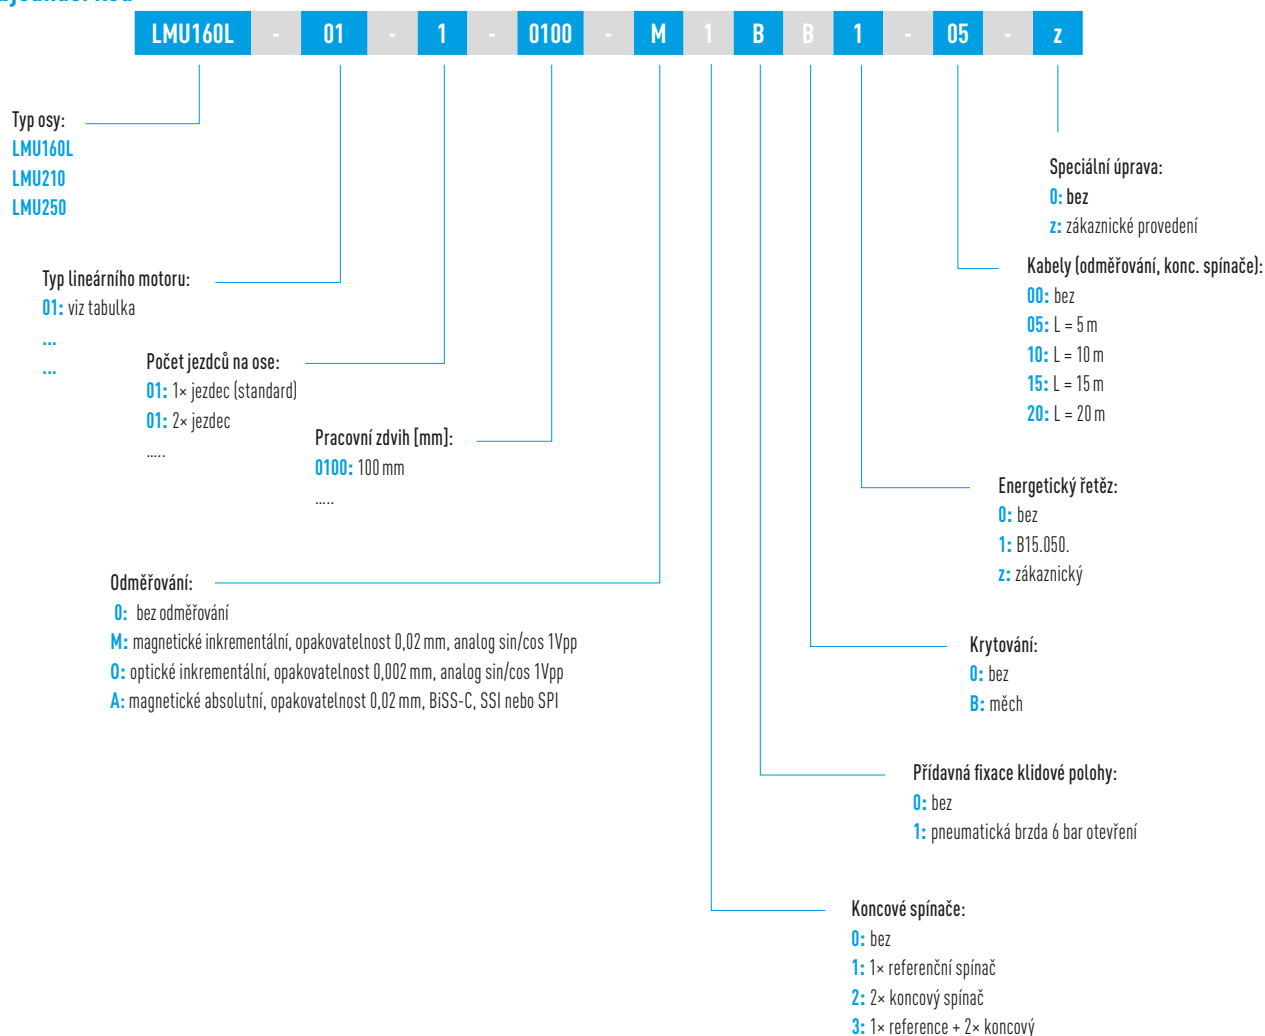 LMU160L - 01 - 1 - 0100 - M 1 B B 1 - 05 - z
Typ osy:
LMU160L
LMU210
LMU250
Speciální úprava:
0: bez
z: zákaznické provedení
Typ lineárního motoru:
01: viz tabulka
...
...
Kabely (odměřování, konc. spínače):
00: bez
05: L = 5 m
10: L = 10 m
15: L = 15 m
20: L = 20 m
Počet jezdců na ose:
01: 1× jezdec (standard)
01: 2× jezdec
.....
Pracovní zdvih [mm]:
0100: 100 mm
.....
Energetický řetěz:
0: bez
1: B15.050.
z: zákaznický
Odměřování:
0: bez odměřování
M: magnetické inkrementální, opakovatelnost 0,02 mm, analog sin/cos 1Vpp
O: optické inkrementální, opakovatelnost 0,002 mm, analog sin/cos 1Vpp
A: magnetické absolutní, opakovatelnost 0,02 mm, BiSS-C, SSI nebo SPI
Krytování:
0: bez
B: měch
Přídavná fixace klidové polohy:
0: bez
1: pneumatická brzda 6 bar otevření
Koncové spínače:
0: bez
1: 1× referenční spínač
2: 2× koncový spínač
3: 1× reference + 2× koncový